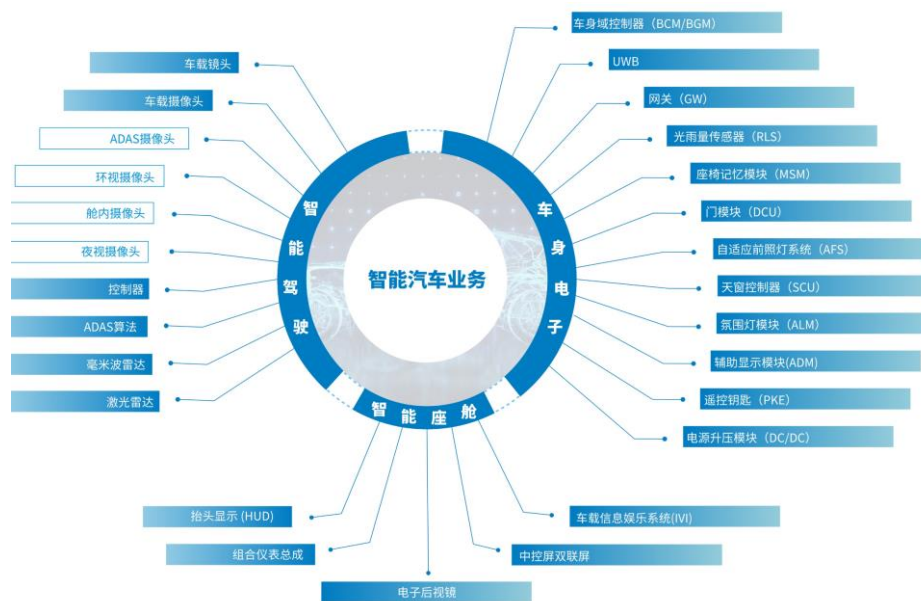 智能汽车业务
智能驾驶
车载镜头
车载摄像头
ADAS摄像头
环视摄像头
舱内摄像头
夜视摄像头
控制器
ADAS算法
毫米波雷达
激光雷达
车身电子
车身域控制器（BCM/BGM）
UWB
网关（GW）
光雨量传感器（RLS）
座椅记忆模块（MSM）
门模块（DCU）
自适应前照灯系统（AFS）
天窗控制器（SCU）
氛围灯模块（ALM）
辅助显示模块(ADM)
遥控钥匙（PKE）
电源升压模块（DC/DC）
智能座舱
抬头显示 (HUD)
组合仪表总成
电子后视镜
中控屏双联屏
车载信息娱乐系统(IVI)